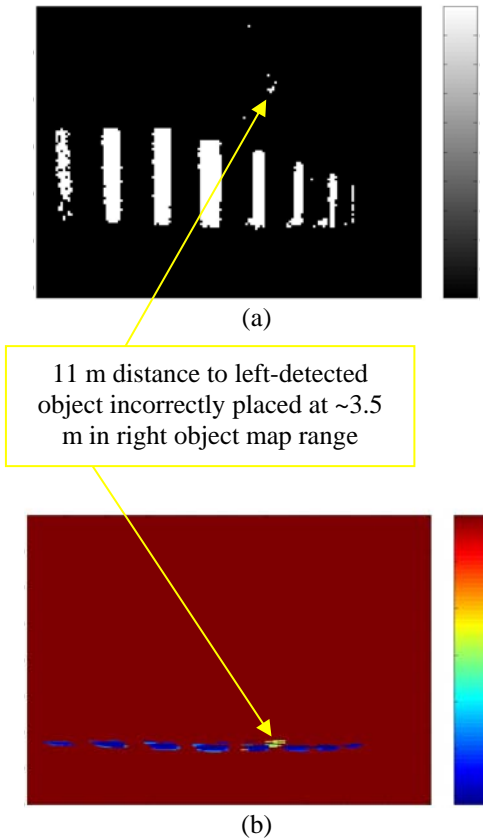 (a)
11 m distance to left-detected
object incorrectly placed at ~3.5
m in right object map range
(b)